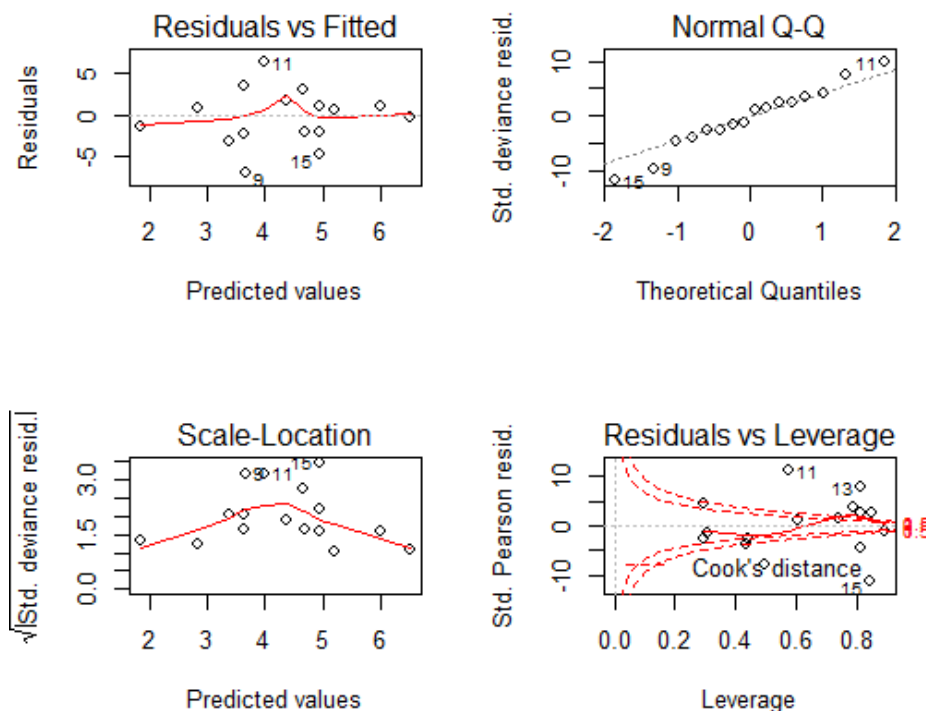 Residuals vs Fitted
Residuals
5
0
-5
11
15
9
2 3 4 5 6
Predicted values
Normal Q-Q
Std. deviance resid.
10
0
-10
11
9
15
-2 -1 0 1 2
Theoretical Quantiles
Scale-Location
√|Std. deviance resid.|
3.0
1.5
0.0
9
11
15
2 3 4 5 6
Predicted values
Residuals vs Leverage
Std. Pearson resid.
10
0
-10
11
13
Cook's distance
15
0.0 0.2 0.4 0.6 0.8
Leverage